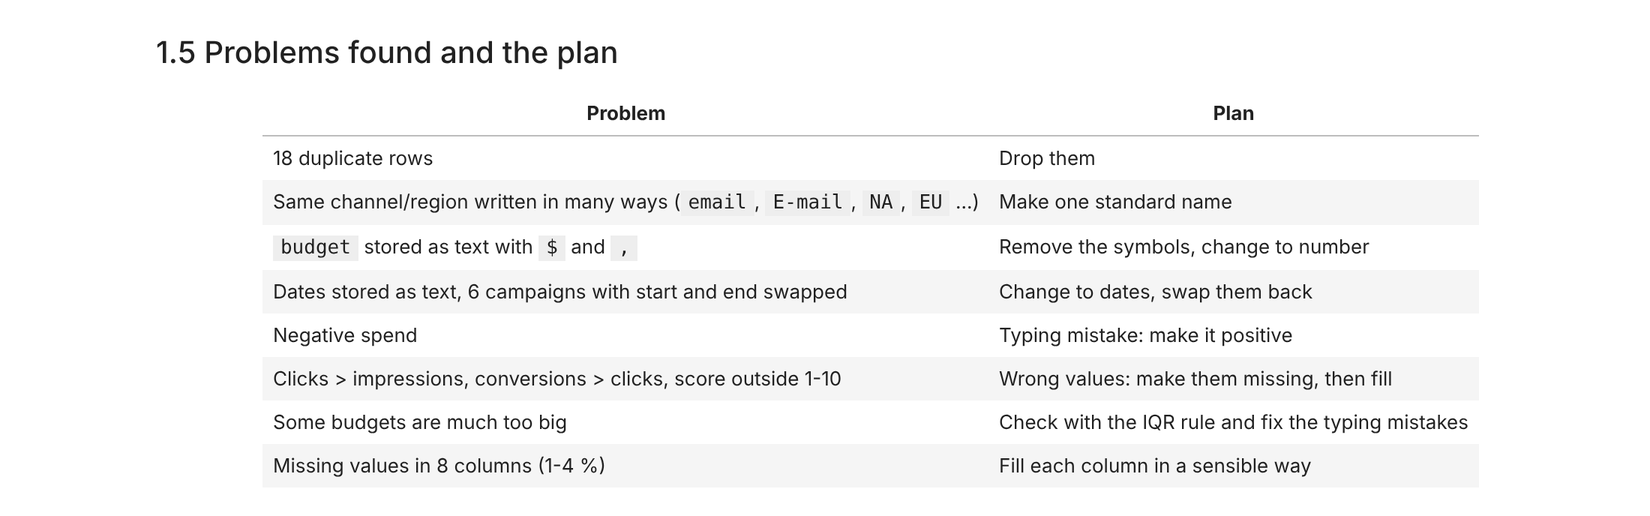 1.5 Problems found and the plan
Problem Plan
18 duplicate rows Drop them
Same channel/region written in many ways ( email , E-mail , NA , EU ...) Make one standard name
budget stored as text with $ and , Remove the symbols, change to number
Dates stored as text, 6 campaigns with start and end swapped Change to dates, swap them back
Negative spend Typing mistake: make it positive
Clicks > impressions, conversions > clicks, score outside 1-10 Wrong values: make them missing, then fill
Some budgets are much too big Check with the IQR rule and fix the typing mistakes
Missing values in 8 columns (1-4 %) Fill each column in a sensible way